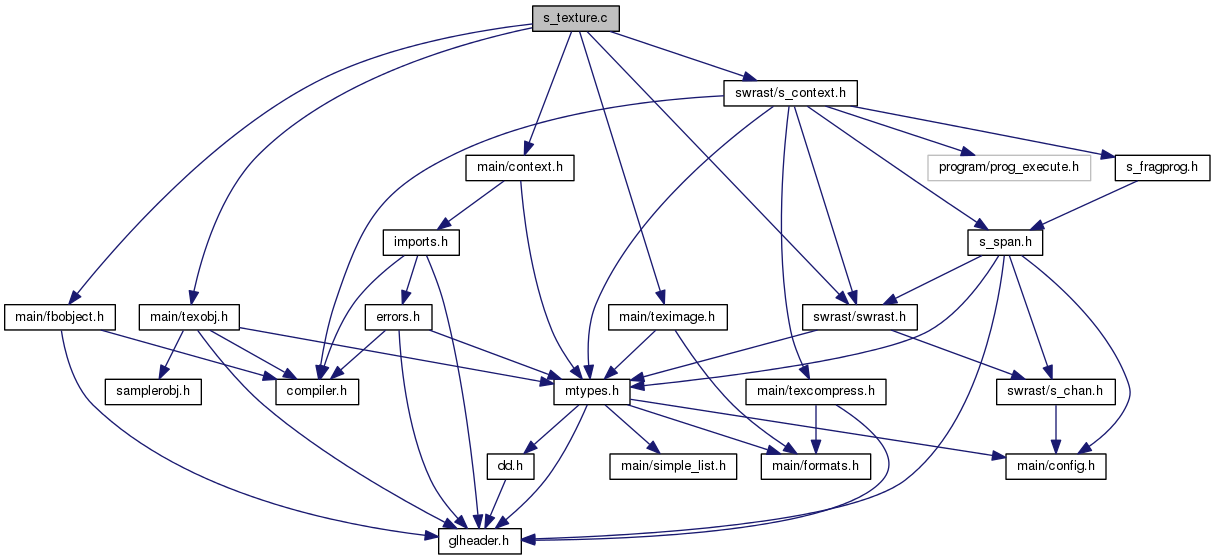 s_texture.c
swrast/s_context.h
main/context.h
program/prog_execute.h
s_fragprog.h
imports.h
s_span.h
main/fbobject.h
main/texobj.h
errors.h
main/teximage.h
swrast/swrast.h
samplerobj.h
compiler.h
mtypes.h
main/texcompress.h
swrast/s_chan.h
dd.h
main/simple_list.h
main/formats.h
main/config.h
glheader.h